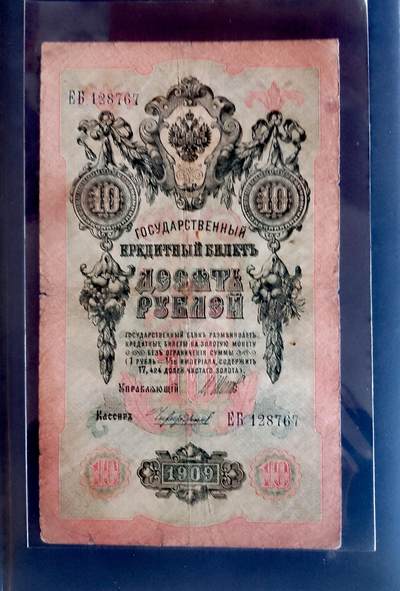 ЕБ 128767
10 10
ГОСУДАРСТВЕННЫЙ
КРЕДИТНЫЙ БИЛЕТЪ
ДЕСЯТЬ
РУБЛЕЙ
ГОСУДАРСТВЕННЫЙ БАНКЪ РАЗМѢНИВАЕТЪ
КРЕДИТНЫЕ БИЛЕТЫ НА ЗОЛОТУЮ МОНЕТУ
БЕЗЪ ОГРАНИЧЕНІЯ СУММЫ
(1 РУБЛЬ = 1/15 ИМПЕРІАЛА, СОДЕРЖИТЪ
17,424 ДОЛЕЙ ЧИСТАГО ЗОЛОТА).
УПРАВЛЯЮЩІЙ
КАССИРЪ
ЕБ 128767
10 1909 10